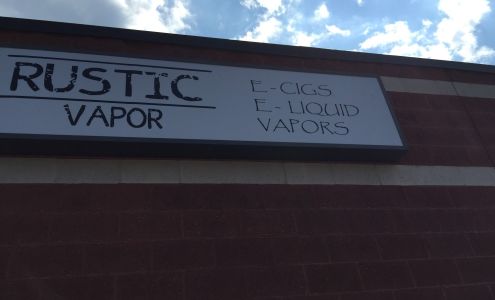 RUSTIC
VAPOR
E-CIGS
E-LIQUID
VAPORS